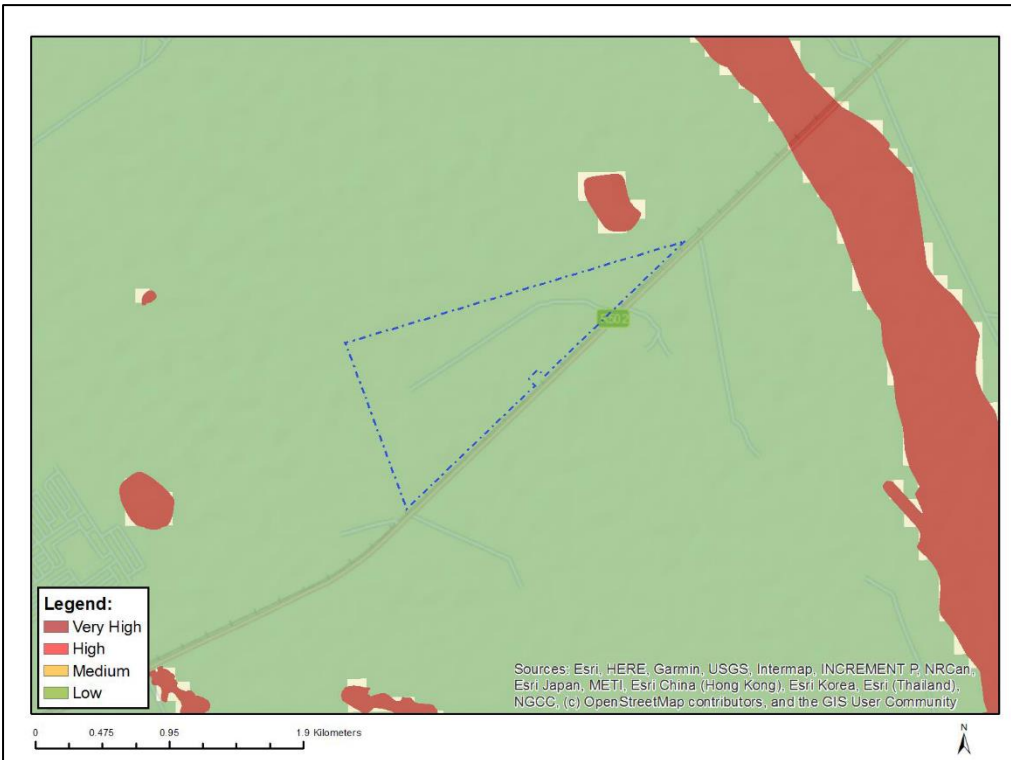 Legend:
Very High
High
Medium
Low
Sources: Esri, HERE, Garmin, USGS, Intermap, INCREMENT P, NRCan,
Esri Japan, METI, Esri China (Hong Kong), Esri Korea, Esri (Thailand),
NGCC, (c) OpenStreetMap contributors, and the GIS User Community
0 0.475 0.95 1.9 Kilometers
N